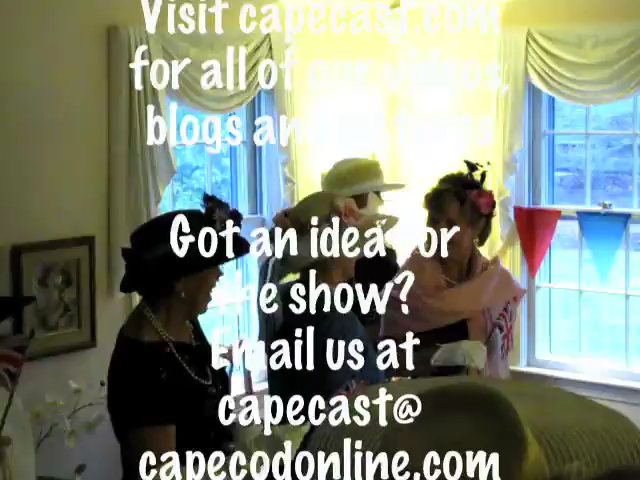 Visit capecast.com
for all of our videos,
blogs and
Got an idea for
the show?
Email us at
capecast@
capecodonline.com